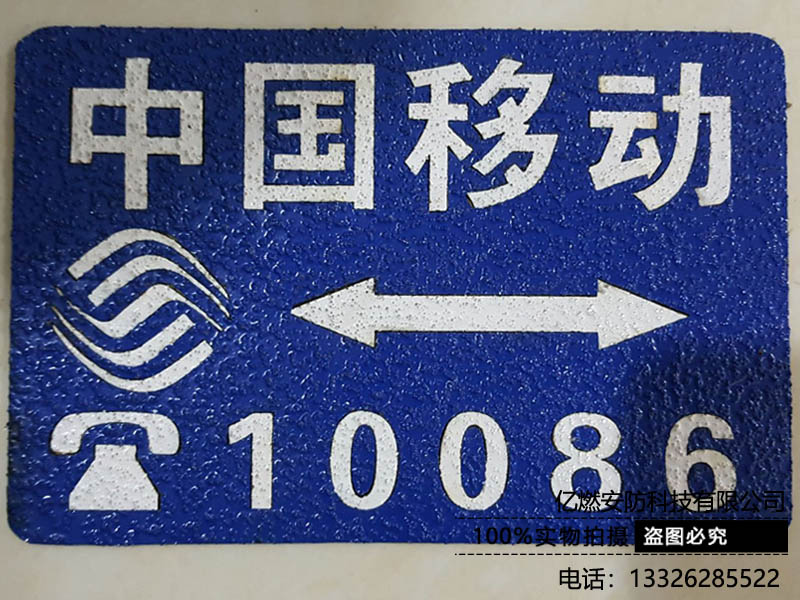 中国移动
10086
亿燃安防科技有限公司
100%实物拍摄 盗图必究
电话：13326285522